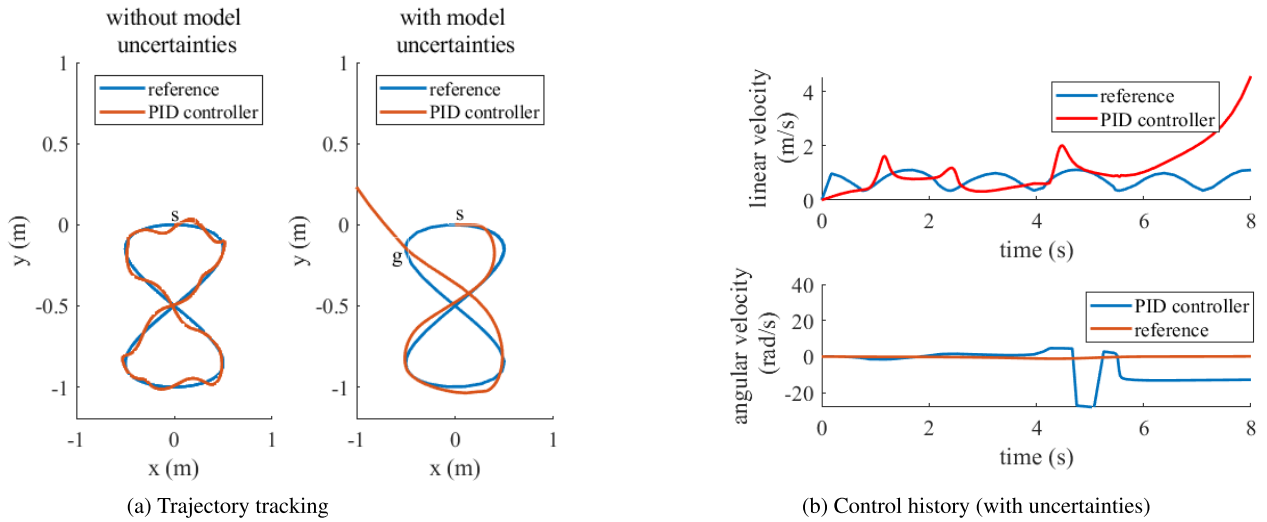 without model
uncertainties
1
0.5
0
-0.5
-1
y (m)
reference
PID controller
s
-1
0
1
x (m)
with model
uncertainties
1
0.5
0
-0.5
-1
y (m)
reference
PID controller
s
g
-1
0
1
x (m)
(a) Trajectory tracking
linear velocity
(m/s)
4
2
0
reference
PID controller
0
2
4
6
8
time (s)
angular velocity
(rad/s)
40
20
0
-20
PID controller
reference
0
2
4
6
8
time (s)
(b) Control history (with uncertainties)